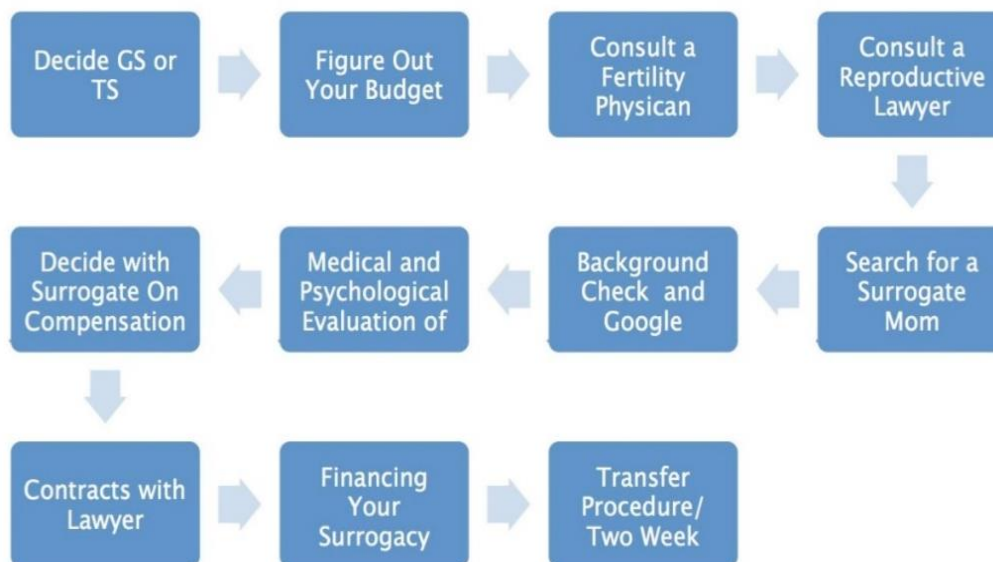 Decide GS or
TS
Figure Out
Your Budget
Consult a
Fertility
Physican
Consult a
Reproductive
Lawyer
Search for a
Surrogate
Mom
Background
Check and
Google
Medical and
Psychological
Evaluation of
Decide with
Surrogate On
Compensation
Contracts with
Lawyer
Financing
Your
Surrogacy
Transfer
Procedure/
Two Week